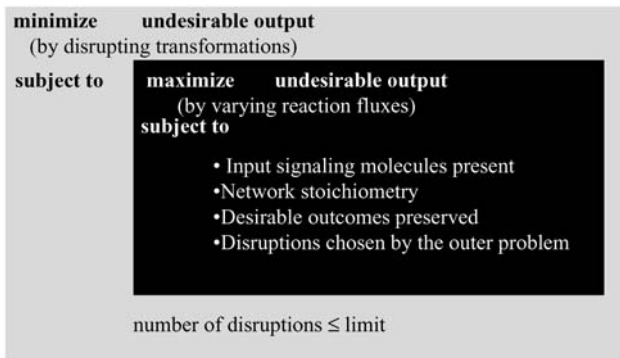 minimize undesirable output
(by disrupting transformations)
subject to maximize undesirable output
(by varying reaction fluxes)
subject to
• Input signaling molecules present
•Network stoichiometry
•Desirable outcomes preserved
•Disruptions chosen by the outer problem
number of disruptions ≤ limit